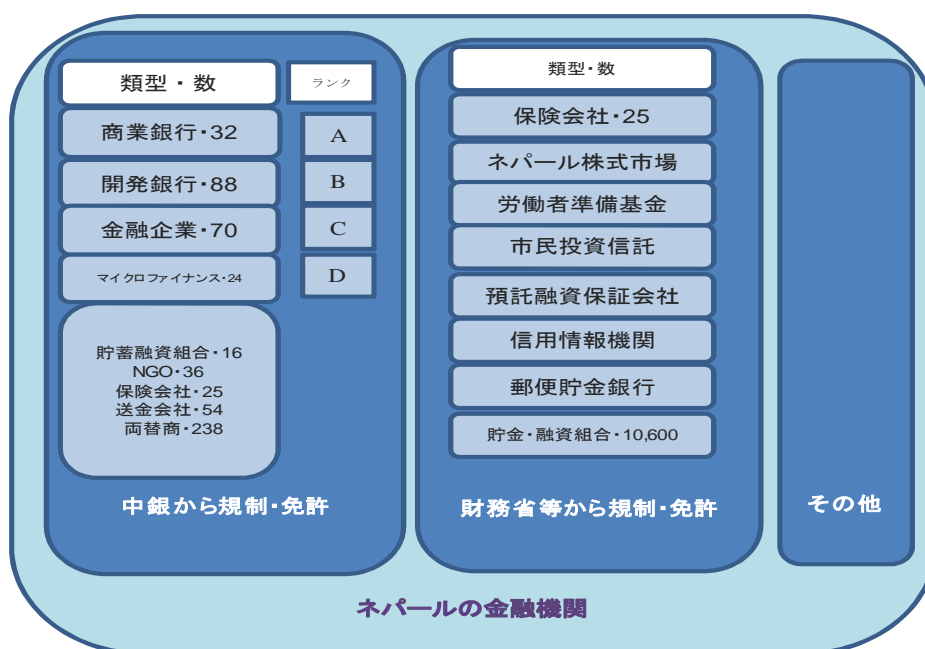 類型・数
ランク
商業銀行・32
A
開発銀行・88
B
金融企業・70
C
マイクロファイナンス・24
D
貯蓄融資組合・16
NGO・36
保険会社・25
送金会社・54
両替商・238
中銀から規制・免許
類型・数
保険会社・25
ネパール株式市場
労働者準備基金
市民投資信託
預託融資保証会社
信用情報機関
郵便貯金銀行
貯金・融資組合・10,600
財務省等から規制・免許
その他
ネパールの金融機関